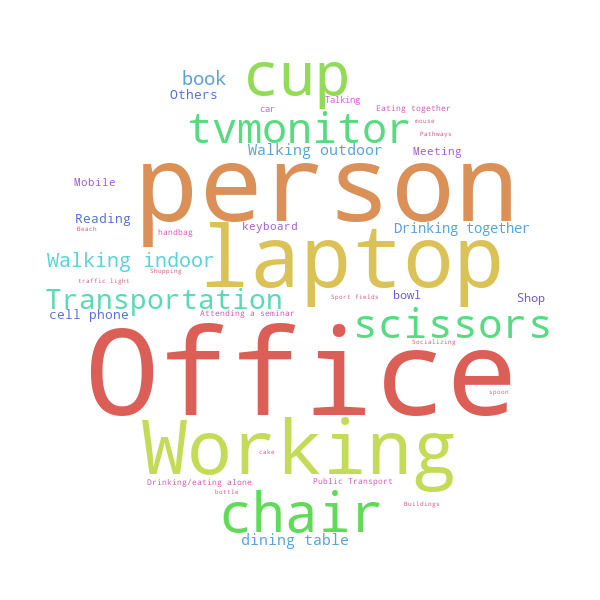 cup
book
Others
Talking
car
Eating together
tvmonitor
mouse
Pathways
Walking outdoor
Meeting
person
Mobile
Reading
Beach
handbag
keyboard
Drinking together
laptop
Walking indoor
Shopping
traffic light
Transportation
Sport fields
bowl
Shop
cell phone
Attending a seminar
scissors
Socializing
Office
spoon
Working
cake
Drinking/eating alone
Public Transport
bottle
chair
Buildings
dining table